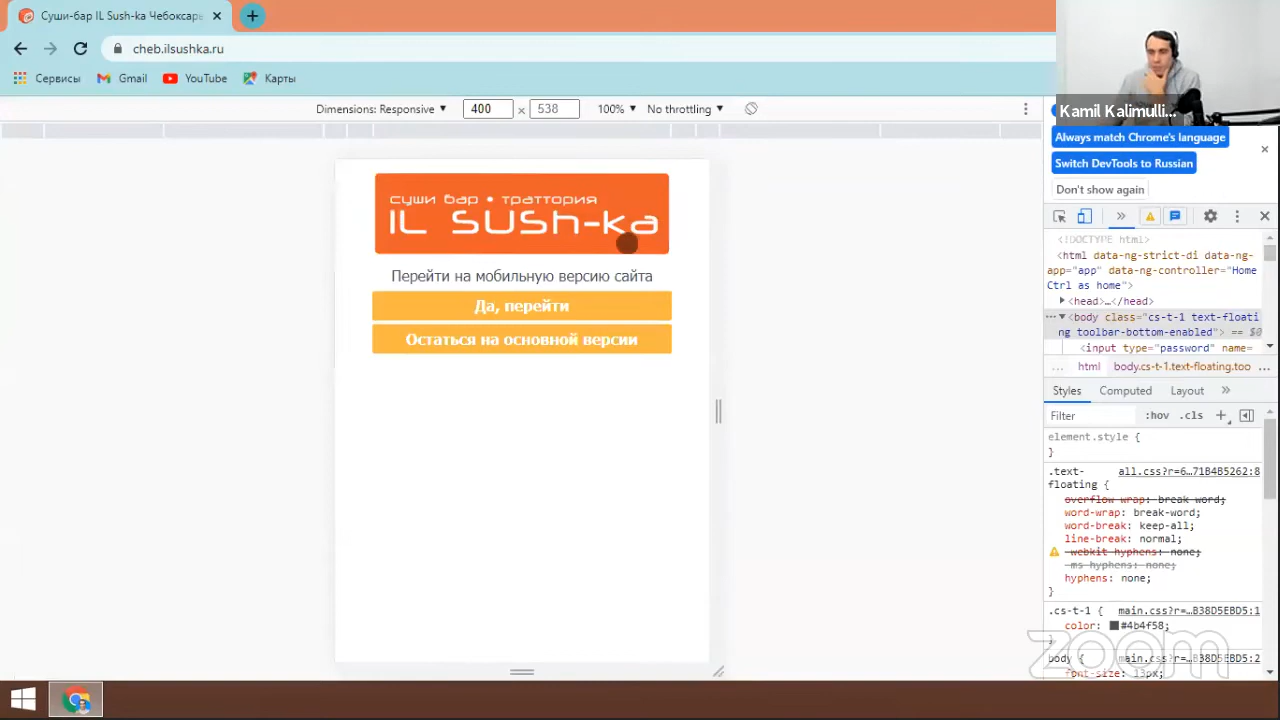 Суши-бар IL Sush-ka Чебоксары
cheb.ilsushka.ru
Сервисы
Gmail
YouTube
Карты
Dimensions: Responsive ▼
400
×
538
100% ▼
No throttling ▼
Kamil Kalimulli...
Always match Chrome's language
Switch DevTools to Russian
Don't show again
суши бар • траттория
IL SUSh-ka
Перейти на мобильную версию сайта
Да, перейти
Остаться на основной версии
<!DOCTYPE html>
<html data-ng-strict-di data-ng-
app="app" data-ng-controller="Home
Ctrl as home">
<head>…</head>
<body class="cs-t-1 text-floati
ng toolbar-bottom-enabled"> == $0
<input type="password" name=
... html body.cs-t-1.text-floating.too ...
Styles Computed Layout »
Filter :hov .cls +
element.style {
}
.text- all.css?r=6…71B4B5262:8
floating {
overflow-wrap: break-word;
word-wrap: break-word;
word-break: keep-all;
line-break: normal;
-webkit-hyphens: none;
-ms-hyphens: none;
hyphens: none;
}
.cs-t-1 { main.css?r=…B38D5EBD5:1
color: #4b4f58;
}
body { main.css?r=…B38D5EBD5:2
font-size: 13px;
zoom